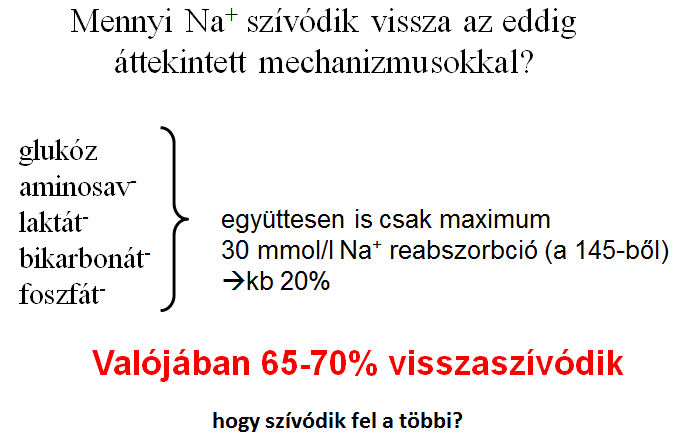 Mennyi Na⁺ szívódik vissza az eddig
áttekintett mechanizmusokkal?
glukóz
aminosav⁻
laktát⁻
bikarbonát⁻
foszfát⁻
együttesen is csak maximum
30 mmol/l Na⁺ reabszorbció (a 145-ből)
→kb 20%
Valójában 65-70% visszaszívódik
hogy szívódik fel a többi?